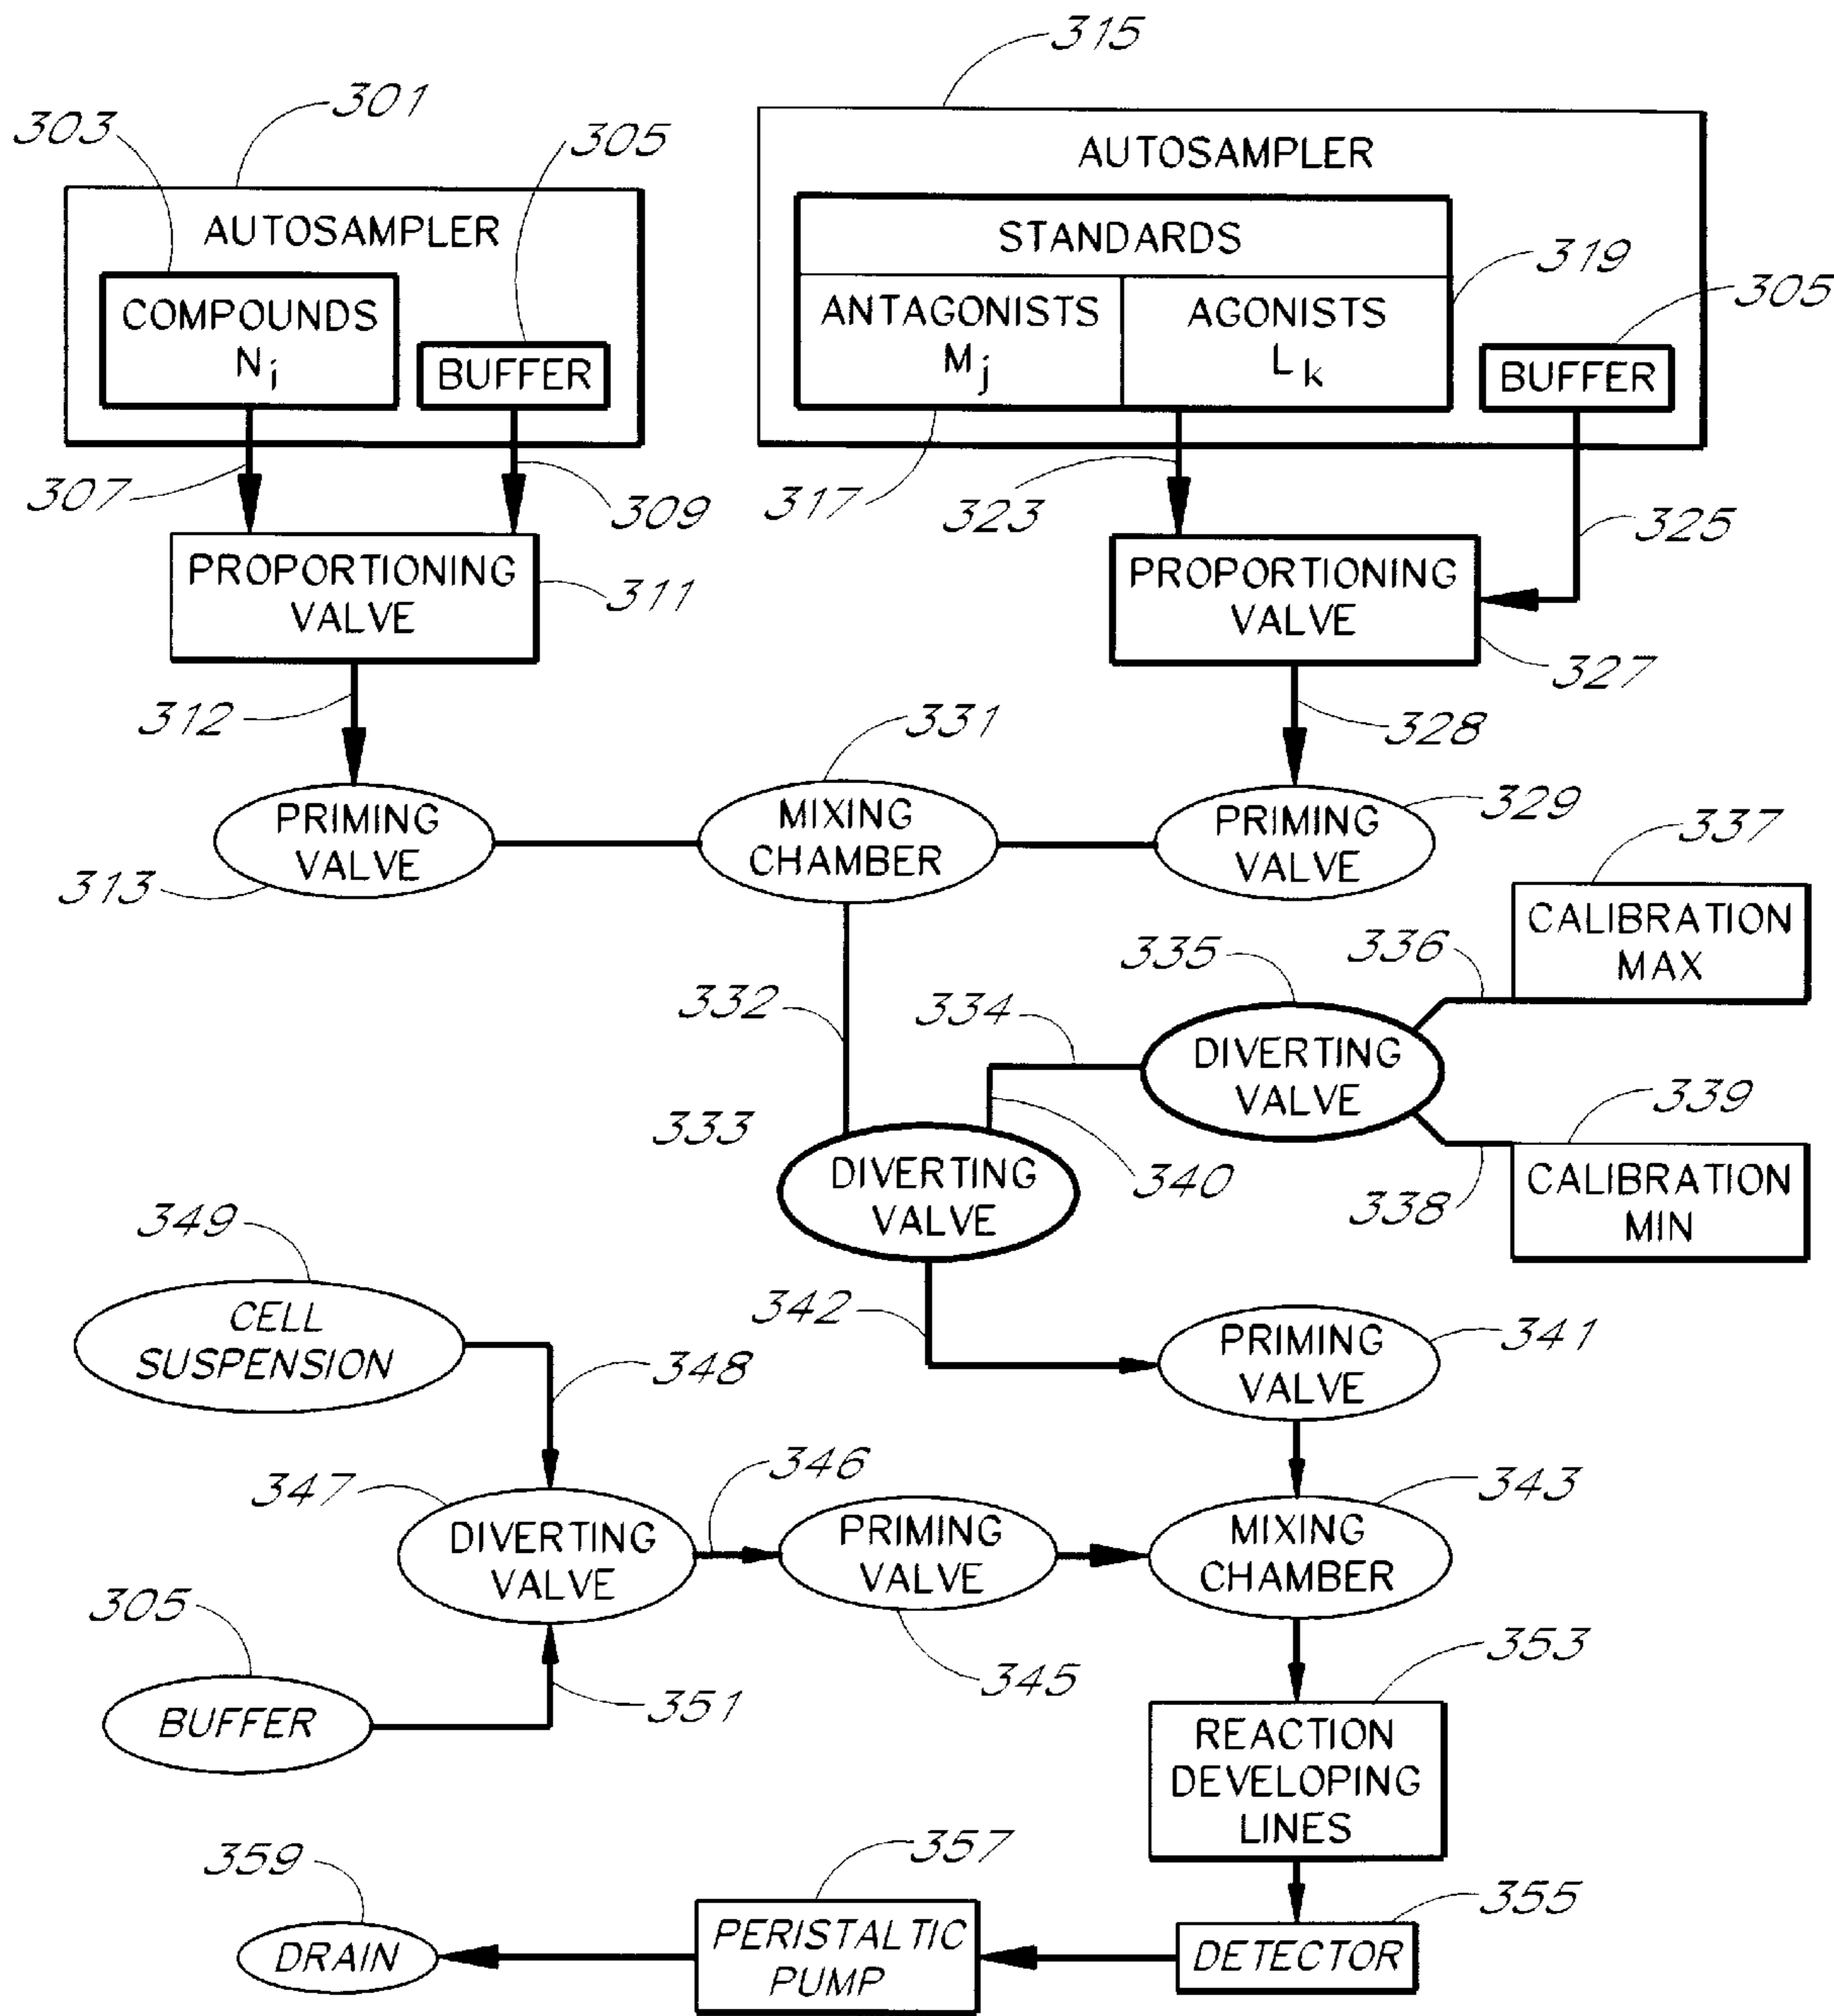 315
301
303
305
AUTOSAMPLER
AUTOSAMPLER
STANDARDS
319
COMPOUNDS
Ni
BUFFER
ANTAGONISTS
Mj
AGONISTS
Lk
305
BUFFER
307
309
317
323
325
PROPORTIONING
VALVE
311
PROPORTIONING
VALVE
327
312
331
328
PRIMING
VALVE
313
MIXING
CHAMBER
PRIMING
VALVE
329
337
CALIBRATION
MAX
335
336
332
334
DIVERTING
VALVE
333
339
340
338
CALIBRATION
MIN
DIVERTING
VALVE
349
CELL
SUSPENSION
342
PRIMING
VALVE
341
348
347
346
343
DIVERTING
VALVE
PRIMING
VALVE
MIXING
CHAMBER
305
BUFFER
351
345
353
REACTION
DEVELOPING
LINES
359
357
355
DRAIN
PERISTALTIC
PUMP
DETECTOR